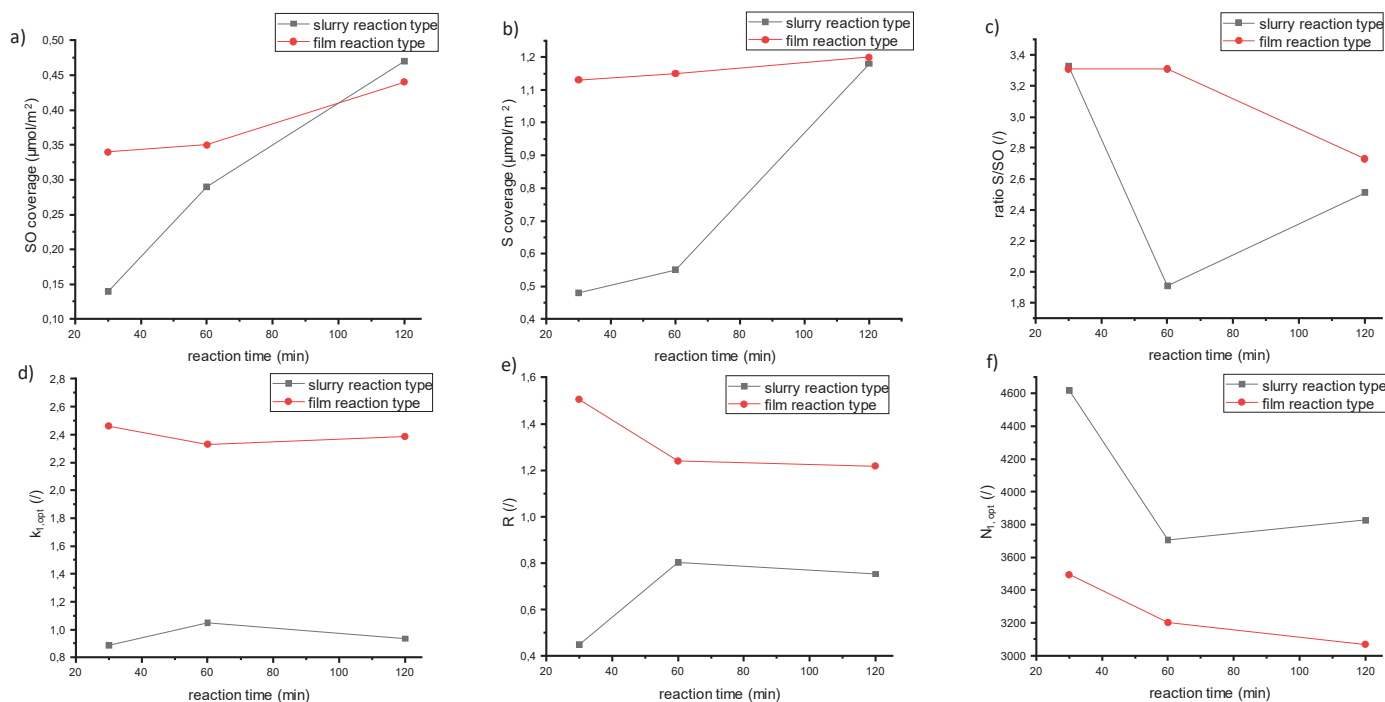 a)
slurry reaction type
film reaction type
0,50
0,45
0,40
0,35
0,30
0,25
0,20
0,15
0,10
SO coverage (µmol/m²)
20 40 60 80 100 120
reaction time (min)
b)
slurry reaction type
film reaction type
1,2
1,1
1,0
0,9
0,8
0,7
0,6
0,5
0,4
S coverage (µmol/m²)
20 40 60 80 100 120
reaction time (min)
c)
slurry reaction type
film reaction type
3,4
3,2
3,0
2,8
2,6
2,4
2,2
2,0
1,8
ratio S/SO (/)
20 40 60 80 100 120
reaction time (min)
d)
slurry reaction type
film reaction type
2,8
2,6
2,4
2,2
2,0
1,8
1,6
1,4
1,2
1,0
0,8
k1,opt (/)
20 40 60 80 100 120
reaction time (min)
e)
slurry reaction type
film reaction type
1,6
1,4
1,2
1,0
0,8
0,6
0,4
R (/)
20 40 60 80 100 120
reaction time (min)
f)
slurry reaction type
film reaction type
4600
4400
4200
4000
3800
3600
3400
3200
3000
N1,opt (/)
20 40 60 80 100 120
reaction time (min)